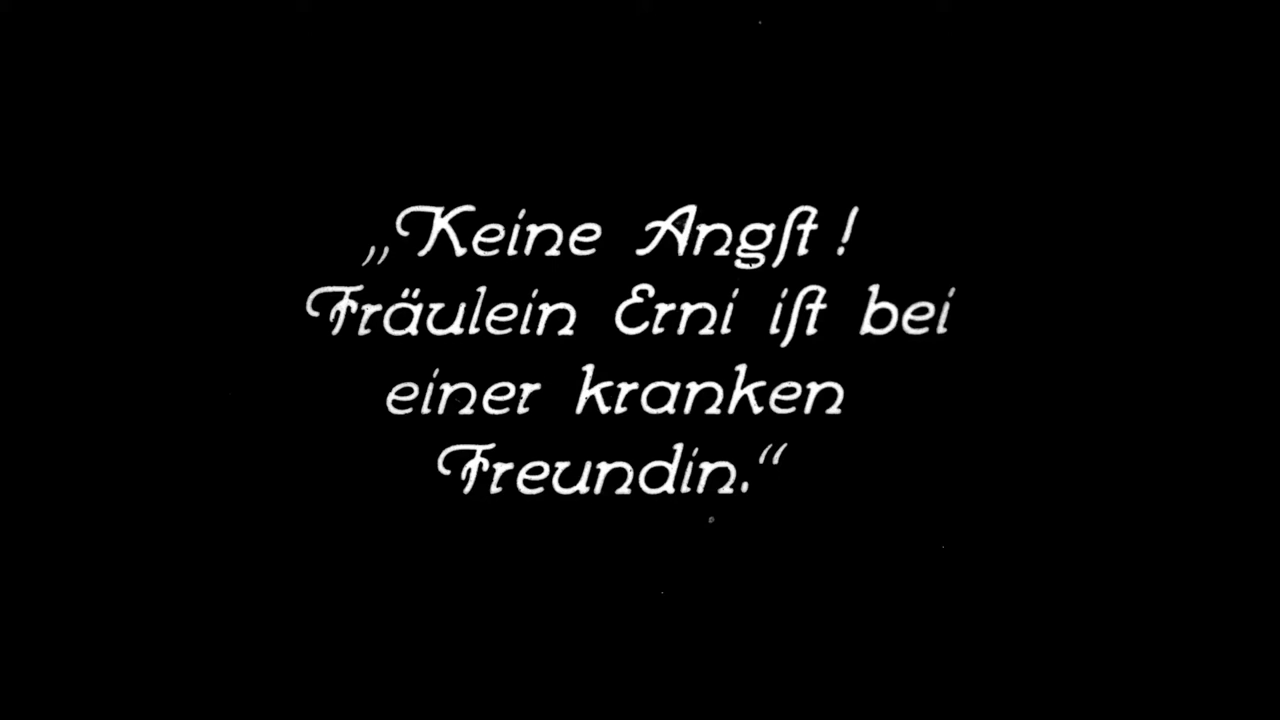 „Keine Angſt!
Fräulein Erni iſt bei
einer kranken
Freundin.“